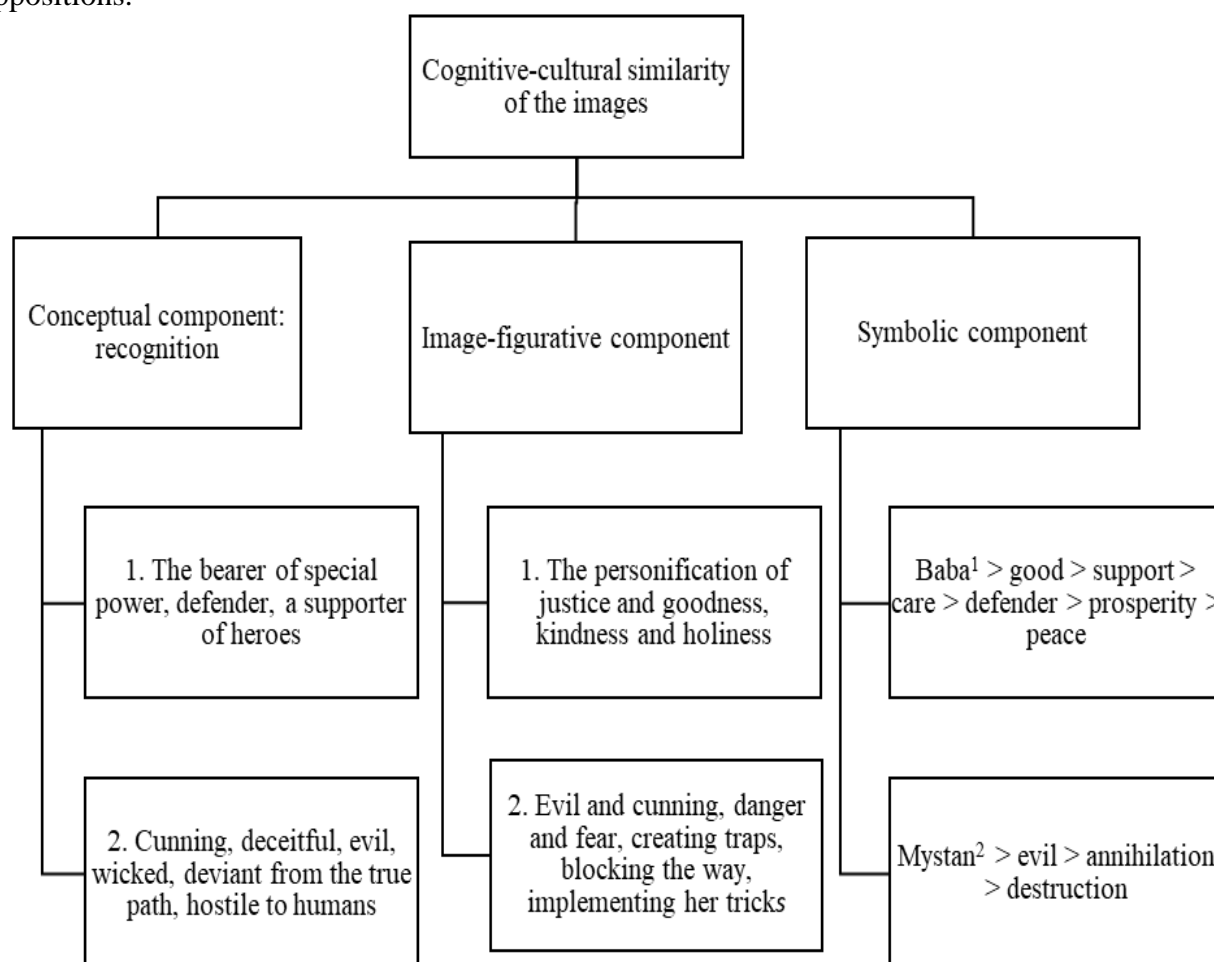 ppositions.
Cognitive-cultural similarity
of the images
Conceptual component:
recognition
Image-figurative component
Symbolic component
1. The bearer of special
power, defender, a supporter
of heroes
1. The personification of
justice and goodness,
kindness and holiness
Baba¹ > good > support >
care > defender > prosperity >
peace
2. Cunning, deceitful, evil,
wicked, deviant from the true
path, hostile to humans
2. Evil and cunning, danger
and fear, creating traps,
blocking the way,
implementing her tricks
Mystan² > evil > annihilation
> destruction